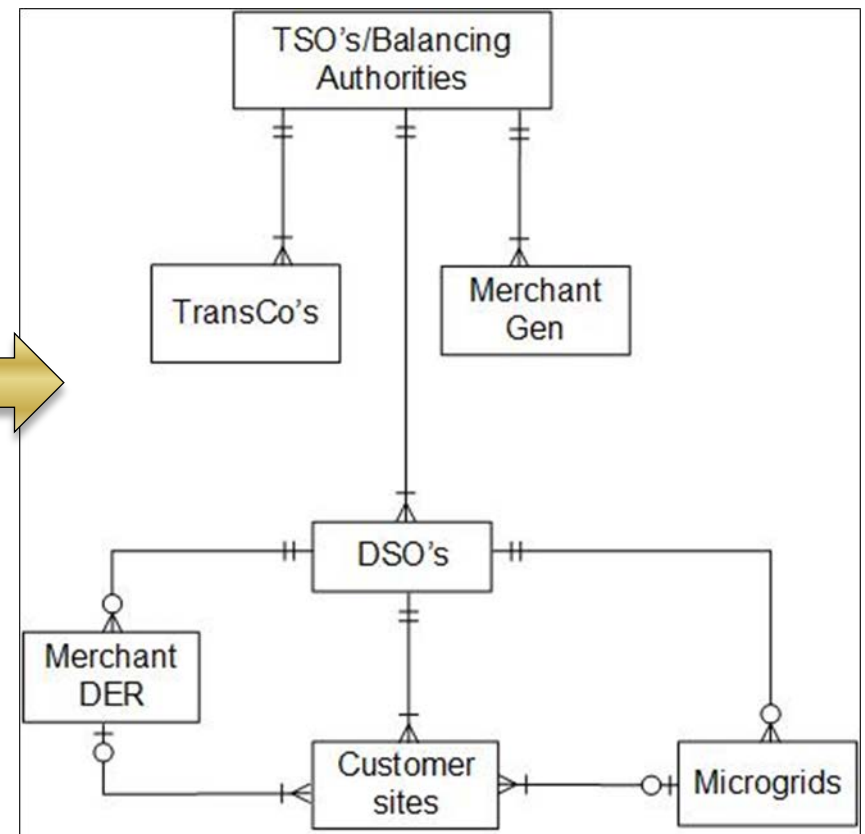 TSO's/Balancing
Authorities
TransCo's
Merchant
Gen
DSO's
Merchant
DER
Customer
sites
Microgrids